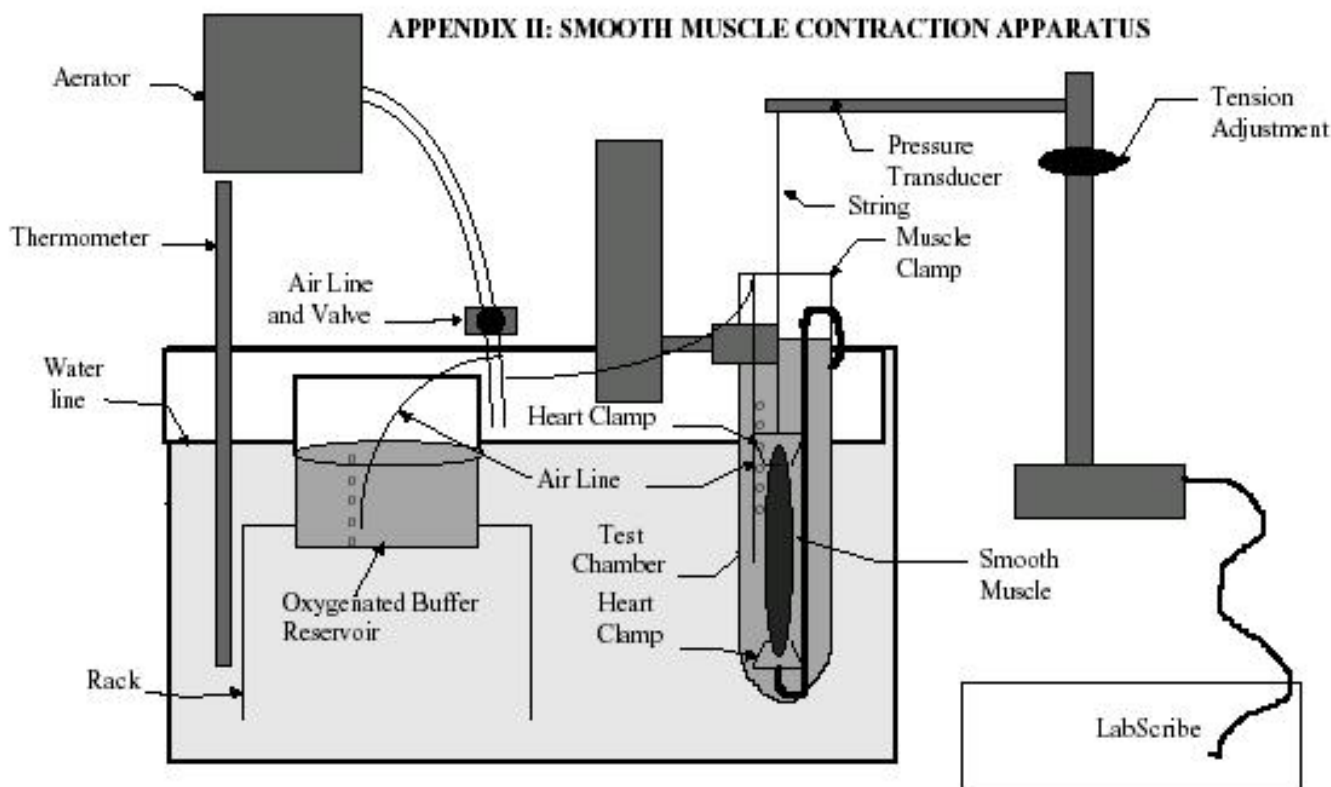 APPENDIX II: SMOOTH MUSCLE CONTRACTION APPARATUS
Aerator
Tension
Adjustment
Pressure
Transducer
String
Thermometer
Muscle
Clamp
Air Line
and Valve
Water
line
Heart Clamp
Air Line
Test
Chamber
Smooth
Muscle
Oxygenated Buffer
Reservoir
Heart
Clamp
Rack
LabScribe